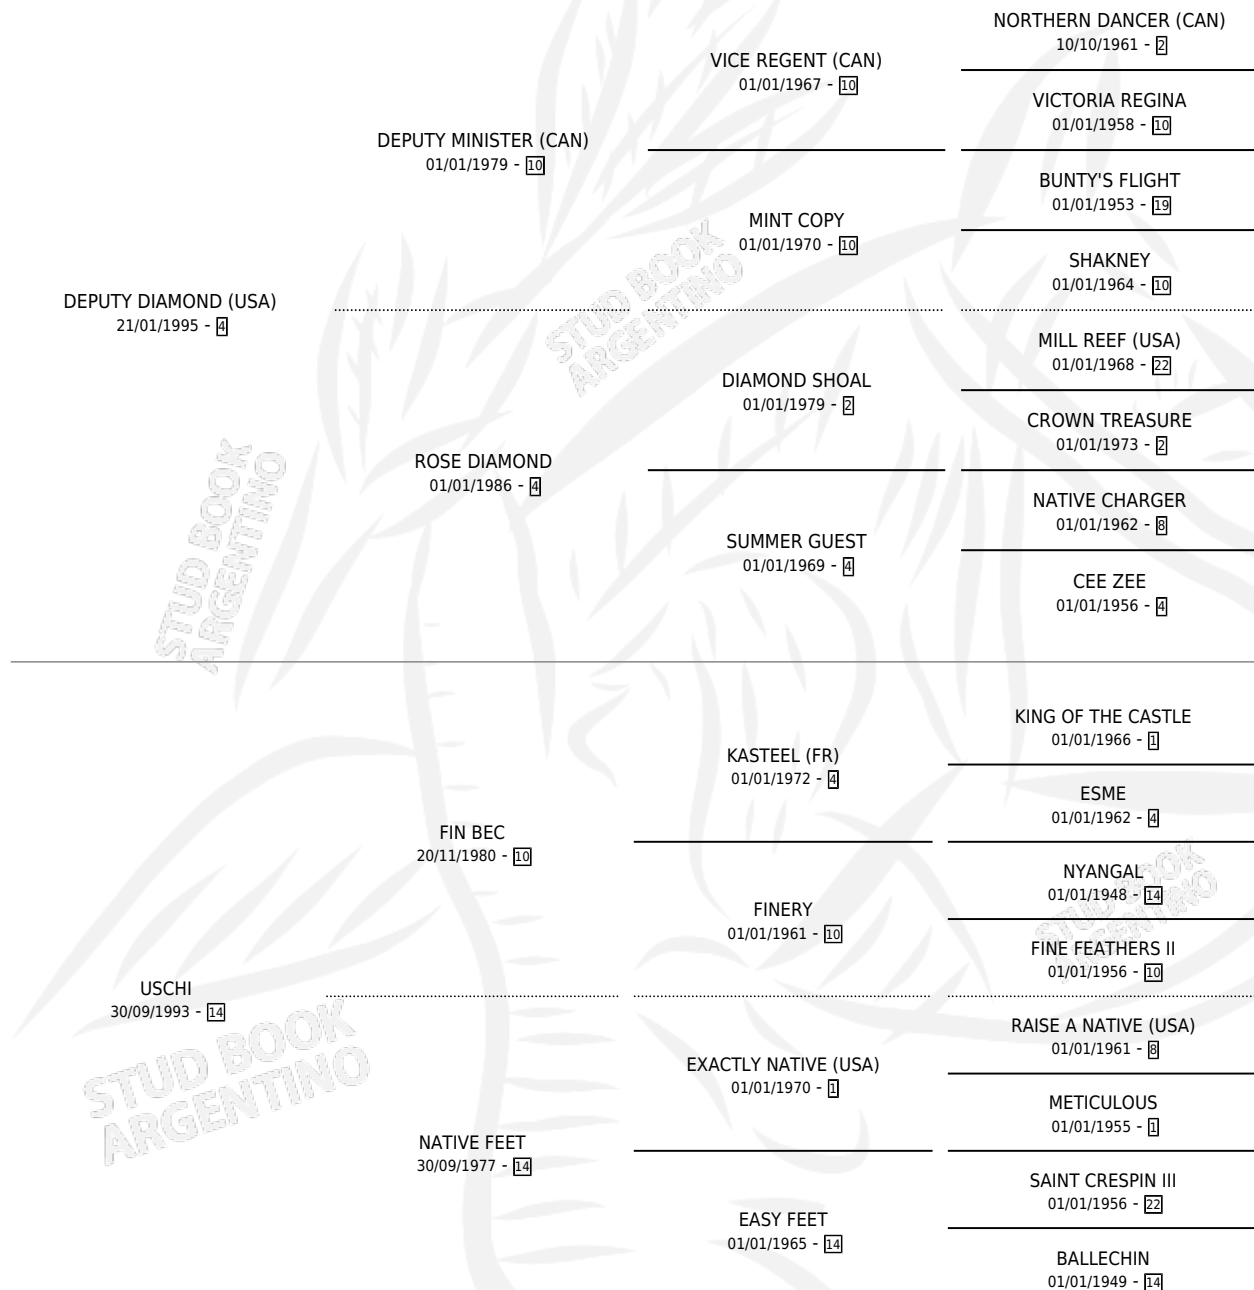 NORTHERN DANCER (CAN)
10/10/1961 - 2
VICE REGENT (CAN)
01/01/1967 - 10
VICTORIA REGINA
01/01/1958 - 10
DEPUTY MINISTER (CAN)
01/01/1979 - 10
BUNTY'S FLIGHT
01/01/1953 - 19
MINT COPY
01/01/1970 - 10
SHAKNEY
01/01/1964 - 10
DEPUTY DIAMOND (USA)
21/01/1995 - 4
MILL REEF (USA)
01/01/1968 - 22
DIAMOND SHOAL
01/01/1979 - 2
CROWN TREASURE
01/01/1973 - 2
ROSE DIAMOND
01/01/1986 - 4
NATIVE CHARGER
01/01/1962 - 8
SUMMER GUEST
01/01/1969 - 4
CEE ZEE
01/01/1956 - 4
KING OF THE CASTLE
01/01/1966 - 1
KASTEEL (FR)
01/01/1972 - 4
ESME
01/01/1962 - 4
FIN BEC
20/11/1980 - 10
NYANGAL
01/01/1948 - 14
FINERY
01/01/1961 - 10
FINE FEATHERS II
01/01/1956 - 10
USCHI
30/09/1993 - 14
RAISE A NATIVE (USA)
01/01/1961 - 8
EXACTLY NATIVE (USA)
01/01/1970 - 1
METICULOUS
01/01/1955 - 1
NATIVE FEET
30/09/1977 - 14
SAINT CRESPIN III
01/01/1956 - 22
EASY FEET
01/01/1965 - 14
BALLECHIN
01/01/1949 - 14
STUD BOOK
ARGENTINO
STUD BOOK
ARGENTINO
STUD BOOK
ARGENTINO
STUD BOOK
ARGENTINO